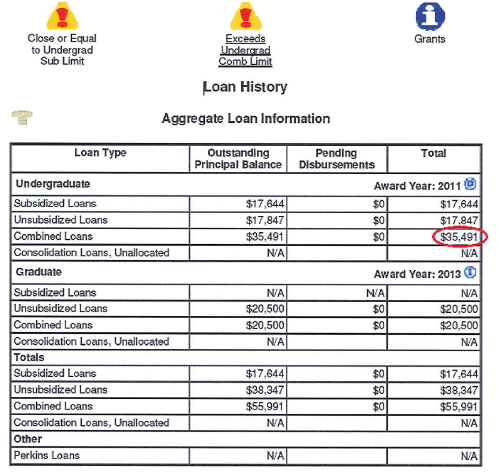 Close or Equal
to Undergrad
Sub Limit
Exceeds
Undergrad
Comb Limit
Grants
Loan History
Aggregate Loan Information
Loan Type Outstanding Principal Balance Pending Disbursements Total
Undergraduate Award Year: 2011
Subsidized Loans $17,644 $0 $17,644
Unsubsidized Loans $17,847 $0 $17,847
Combined Loans $35,491 $0 $35,491
Consolidation Loans, Unallocated N/A N/A
Graduate Award Year: 2013
Subsidized Loans N/A N/A N/A
Unsubsidized Loans $20,500 $0 $20,500
Combined Loans $20,500 $0 $20,500
Consolidation Loans, Unallocated N/A N/A
Totals
Subsidized Loans $17,644 $0 $17,644
Unsubsidized Loans $38,347 $0 $38,347
Combined Loans $55,991 $0 $55,991
Consolidation Loans, Unallocated N/A N/A
Other
Perkins Loans N/A N/A